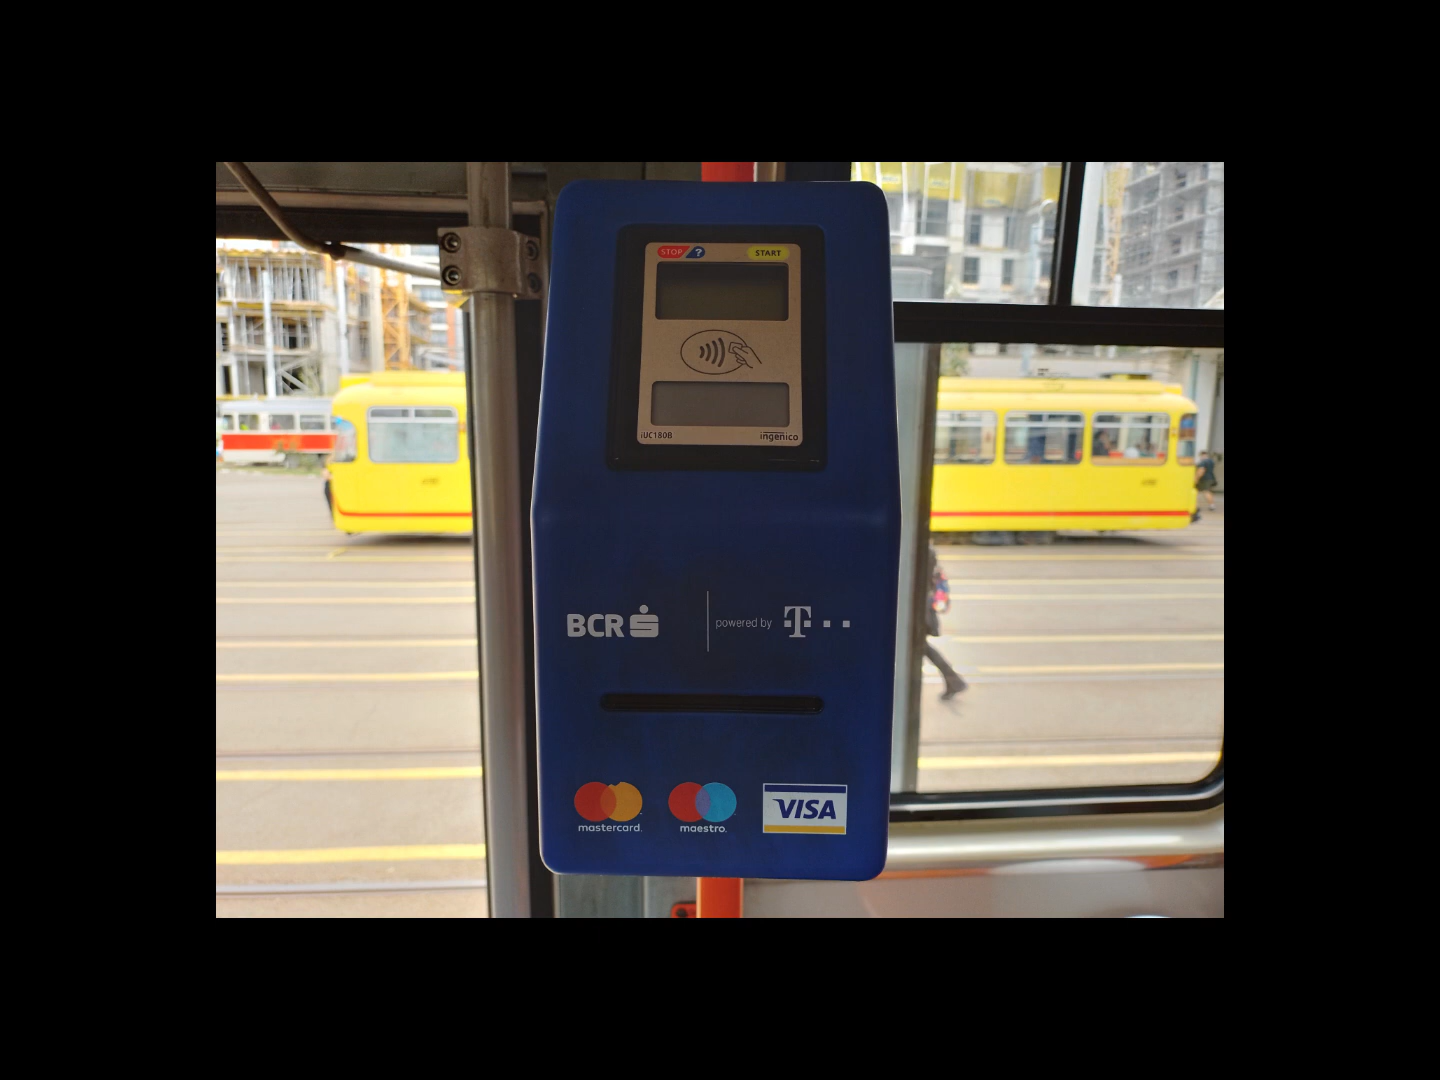 STOP ? START
iUC180B ingenico
BCR powered by T
mastercard. maestro. VISA